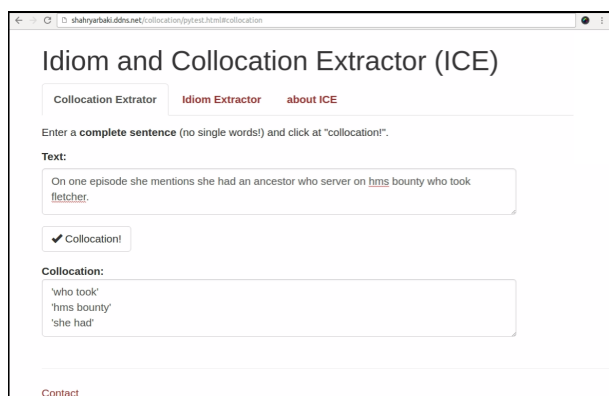 shahryarbaki.ddns.net/collocation/pytest.html#collocation
Idiom and Collocation Extractor (ICE)
Collocation Extrator Idiom Extractor about ICE
Enter a complete sentence (no single words!) and click at "collocation!".
Text:
On one episode she mentions she had an ancestor who server on hms bounty who took
fletcher.
✔ Collocation!
Collocation:
'who took'
'hms bounty'
'she had'
Contact